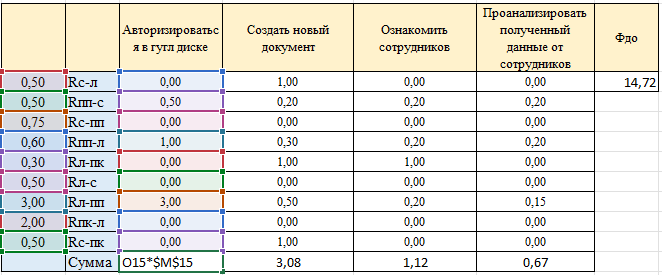 Авторизироватьс
я в гугл диске
Создать новый
документ
Ознакомить
сотрудников
Проанализировать
полученный
данные от
сотрудников
Фдо
0,50 Rс-л 0,00 1,00 0,00 0,00 14,72
0,50 Rпп-с 0,50 0,20 0,20 0,20
0,75 Rс-пп 0,00 0,00 0,00 0,00
0,60 Rпп-л 1,00 0,30 0,20 0,20
0,30 Rл-пк 0,00 1,00 1,00 0,00
0,50 Rл-с 0,00 0,00 0,00 0,00
3,00 Rл-пп 3,00 0,50 0,20 0,15
2,00 Rпк-л 0,00 0,00 0,00 0,00
0,50 Rс-пк 0,00 1,00 0,00 0,00
Сумма O15*$M$15 3,08 1,12 0,67